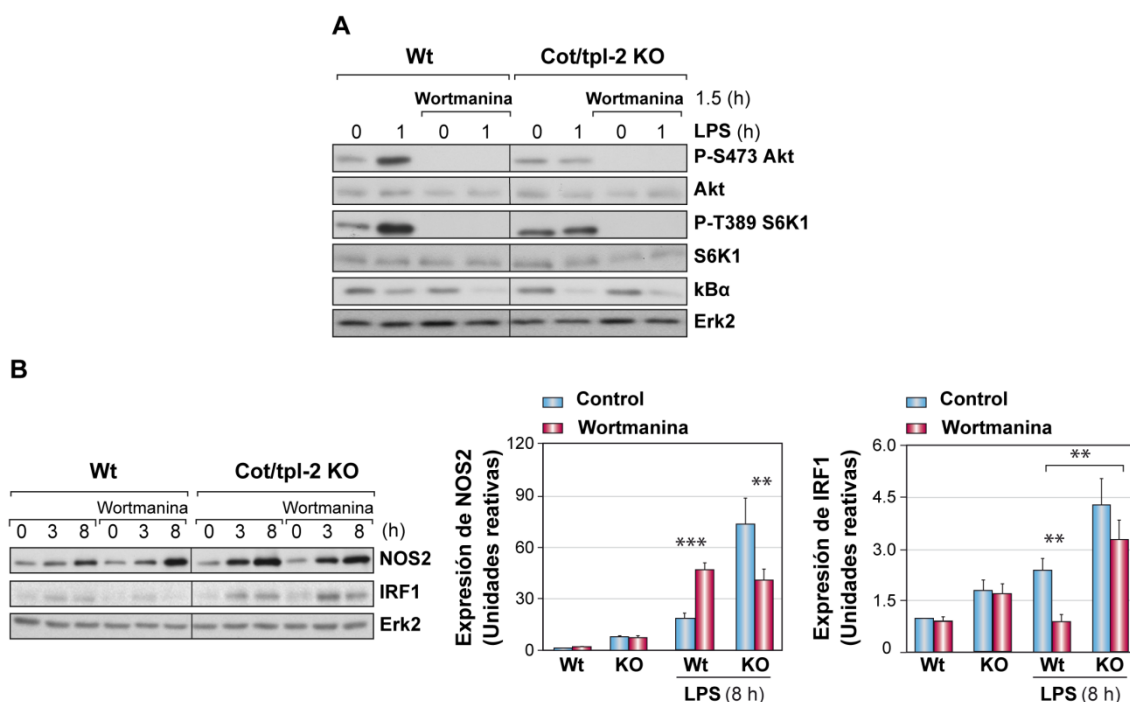 A
Wt Cot/tpl-2 KO
Wortmanina Wortmanina 1.5 (h)
0 1 0 1 0 1 0 1 LPS (h)
P-S473 Akt
Akt
P-T389 S6K1
S6K1
kBα
Erk2
B
Wt Cot/tpl-2 KO
Wortmanina Wortmanina
0 3 8 0 3 8 0 3 8 0 3 8 (h)
NOS2
IRF1
Erk2
Control
Wortmanina
Expresión de NOS2
(Unidades reativas)
120
90
60
30
0
***
**
Wt KO Wt KO
LPS (8 h)
Control
Wortmanina
Expresión de IRF1
(Unidades reativas)
6.0
4.5
3.0
1.5
0
**
**
Wt KO Wt KO
LPS (8 h)